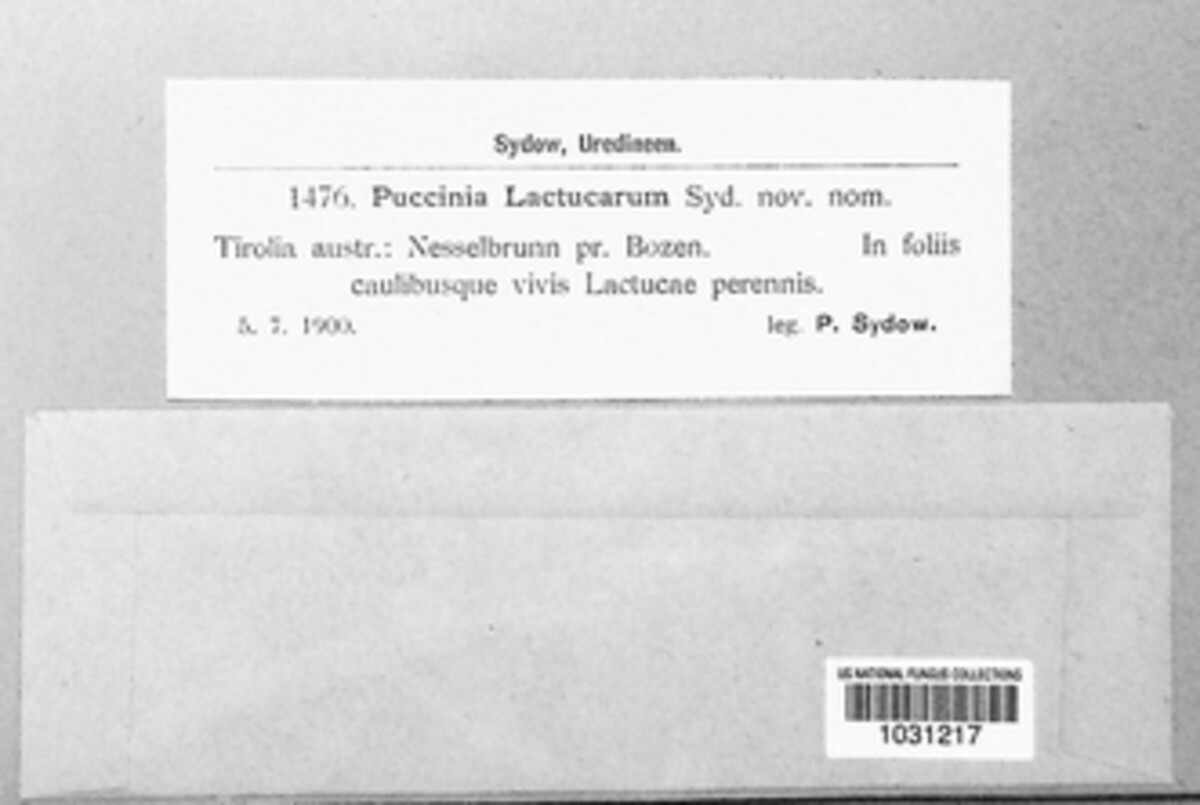 Sydow, Uredineen.
1476. Puccinia Lactucarum Syd. nov. nom.
Tirolia austr.: Nesselbrunn pr. Bozen. In foliis
caulibusque vivis Lactucae perennis.
5. 7. 1900. leg. P. Sydow.
US NATIONAL FUNGUS COLLECTIONS
1031217